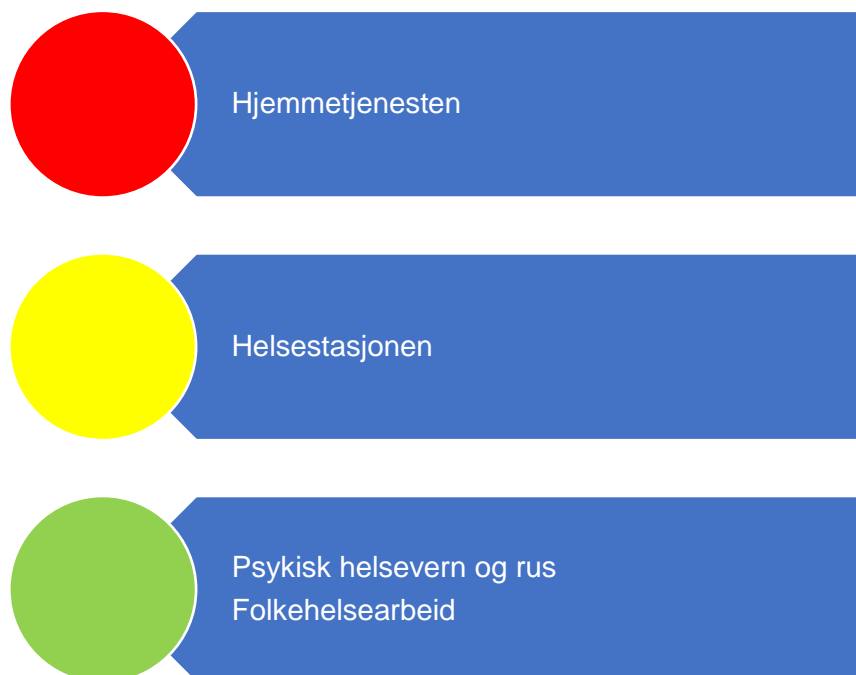 Hjemmetjenesten
Helsestasjonen
Psykisk helsevern og rus
Folkehelsearbeid